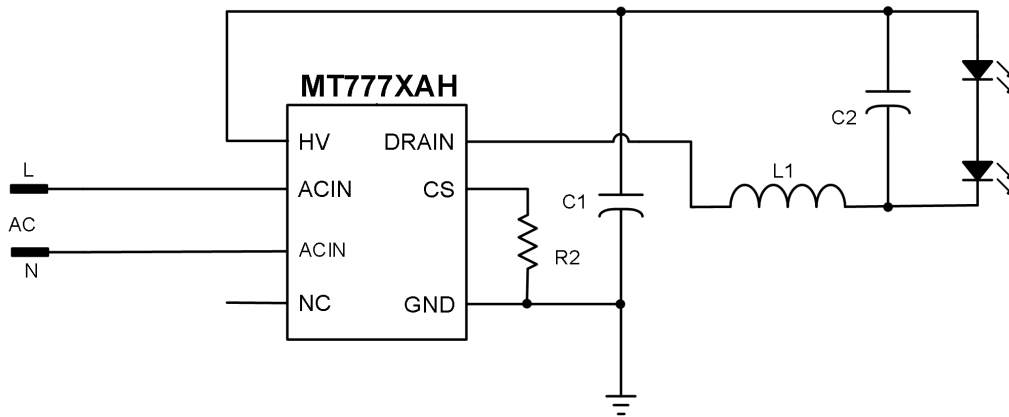 MT777XAH
HV
DRAIN
C2
L
ACIN
CS
L1
C1
AC
ACIN
R2
N
NC
GND